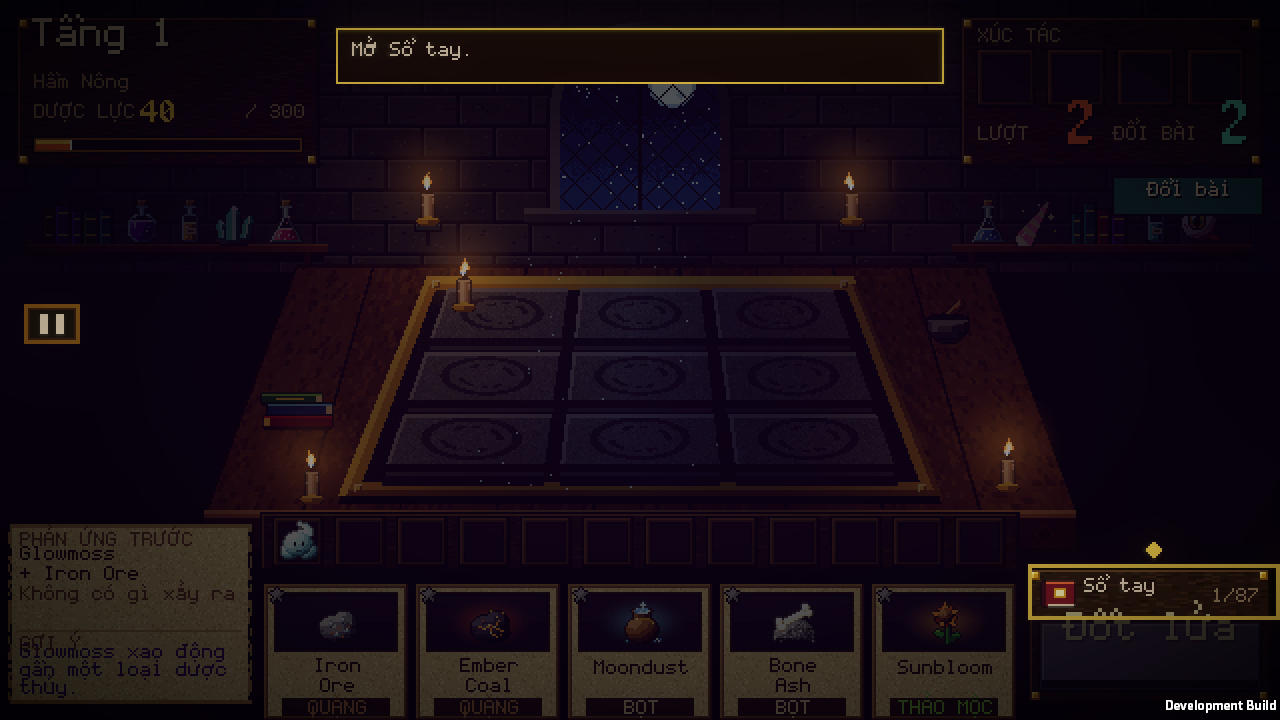 Tầng 1
Hầm Nông
DƯỢC LỰC 40 / 300
Mở Sổ tay.
XÚC TÁC
LƯỢT 2 ĐỔI BÀI 2
Đổi bài
PHẢN ỨNG TRƯỚC
Glowmoss
+ Iron Ore
Không có gì xảy ra
GỢI Ý
Glowmoss xao động
gần một loại dược
thủy.
Iron
Ore
QUẶNG
Ember
Coal
QUẶNG
Moondust
BỘT
Bone
Ash
BỘT
Sunbloom
THẢO MỘC
Sổ tay 1/87
Đốt lửa
Development Build